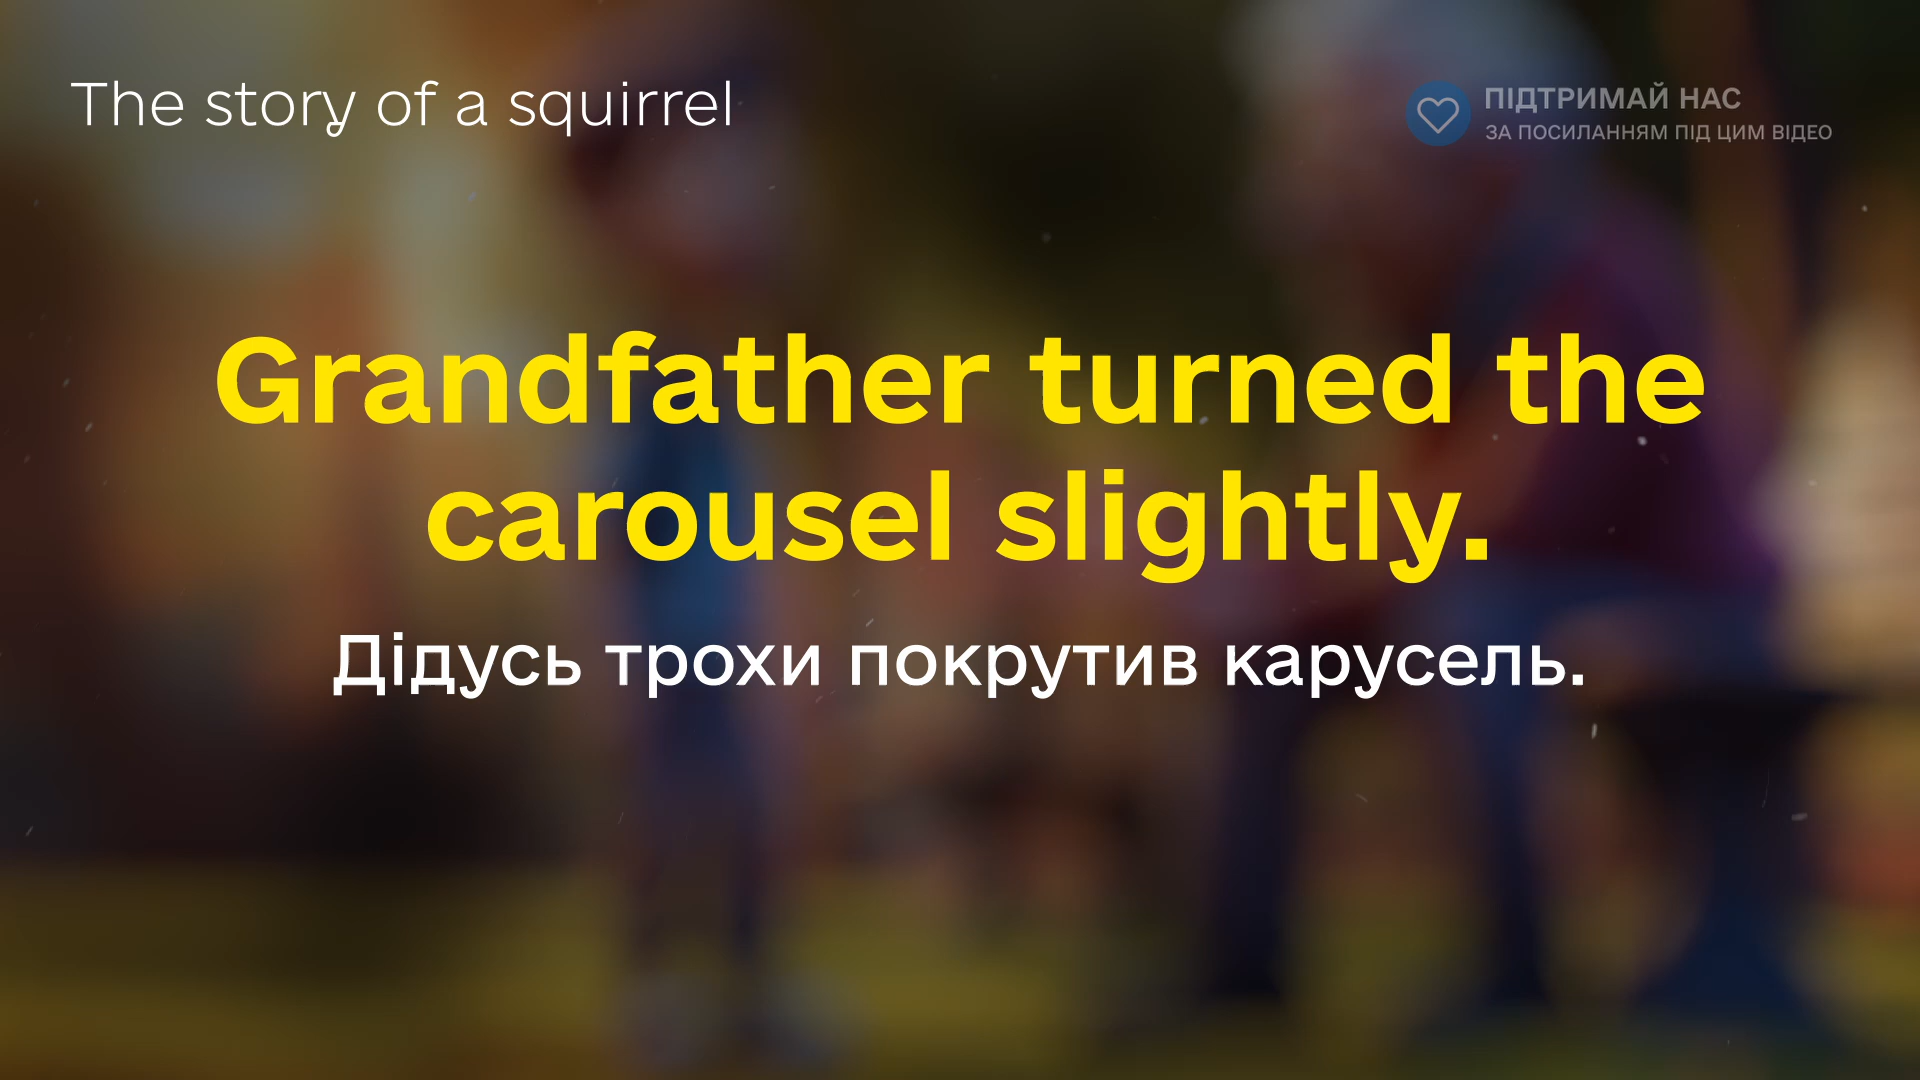 The story of a squirrel
ПІДТРИМАЙ НАС
ЗА ПОСИЛАННЯМ ПІД ЦИМ ВІДЕО
Grandfather turned the
carousel slightly.
Дідусь трохи покрутив карусель.